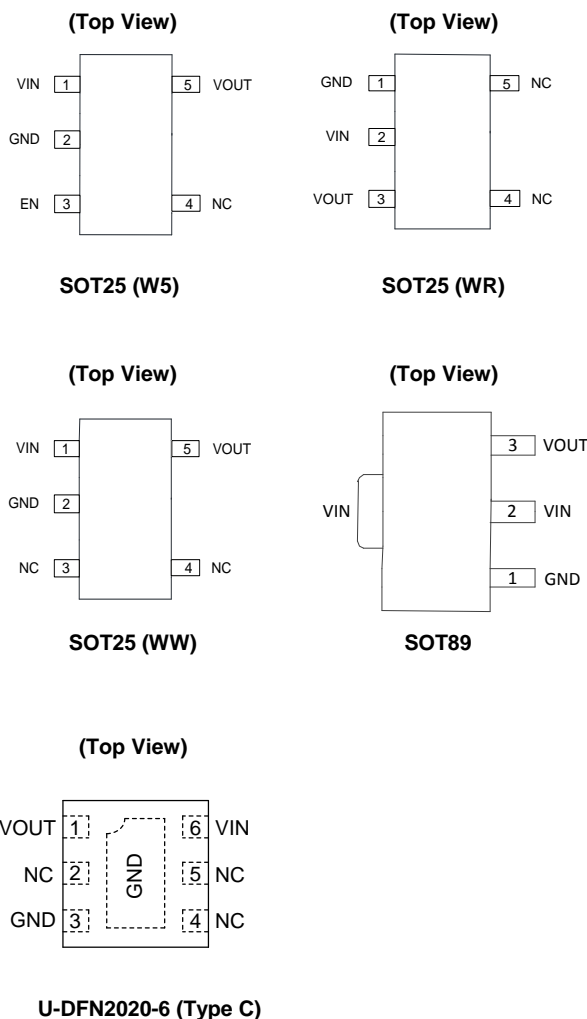 (Top View)
VIN 1 5 VOUT
GND 2
EN 3 4 NC
SOT25 (W5)
(Top View)
GND 1 5 NC
VIN 2
VOUT 3 4 NC
SOT25 (WR)
(Top View)
VIN 1 5 VOUT
GND 2
NC 3 4 NC
SOT25 (WW)
(Top View)
3 VOUT
VIN 2 VIN
1 GND
SOT89
(Top View)
VOUT 1 6 VIN
NC 2 GND 5 NC
GND 3 4 NC
U-DFN2020-6 (Type C)